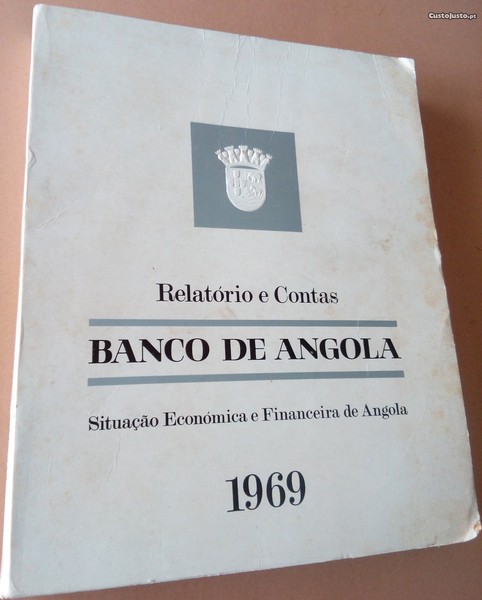 CustoJusto.pt
Relatório e Contas
BANCO DE ANGOLA
Situação Económica e Financeira de Angola
1969